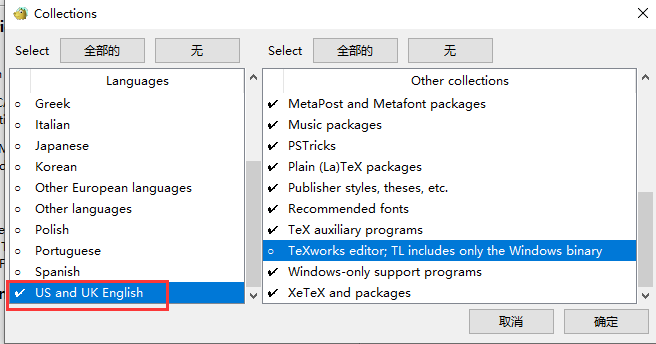 Collections
Select 全部的 无 Select 全部的 无
Languages
Greek
Italian
Japanese
Korean
Other European languages
Other languages
Polish
Portuguese
Spanish
US and UK English
Other collections
MetaPost and Metafont packages
Music packages
PSTricks
Plain (La)TeX packages
Publisher styles, theses, etc.
Recommended fonts
TeX auxiliary programs
TeXworks editor; TL includes only the Windows binary
Windows-only support programs
XeTeX and packages
取消 确定